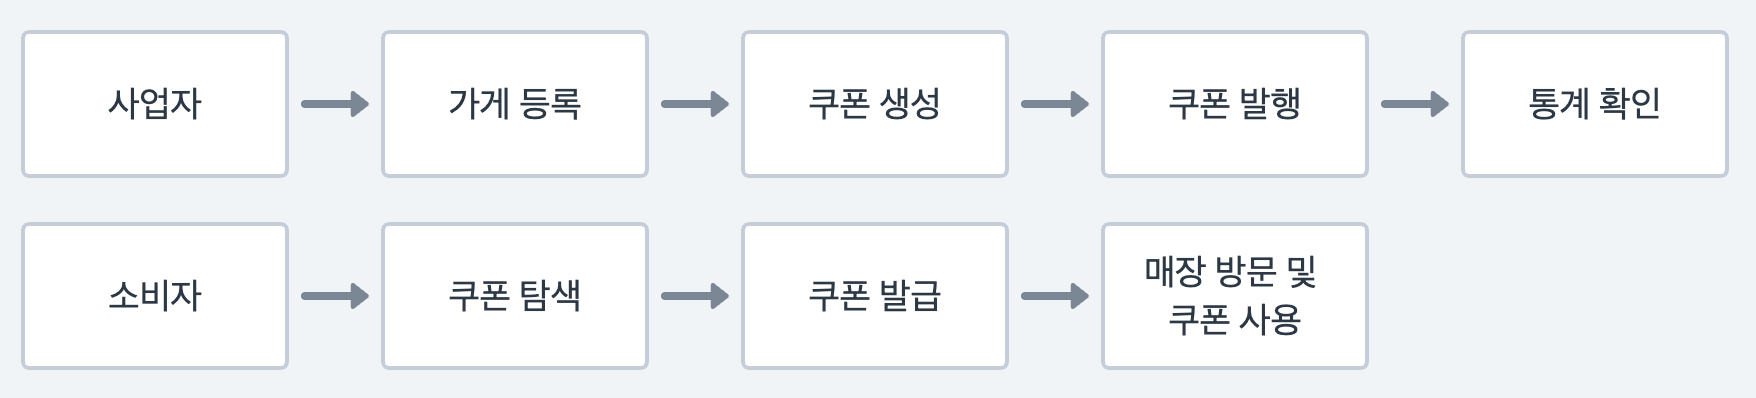 사업자
가게 등록
쿠폰 생성
쿠폰 발행
통계 확인
소비자
쿠폰 탐색
쿠폰 발급
매장 방문 및
쿠폰 사용